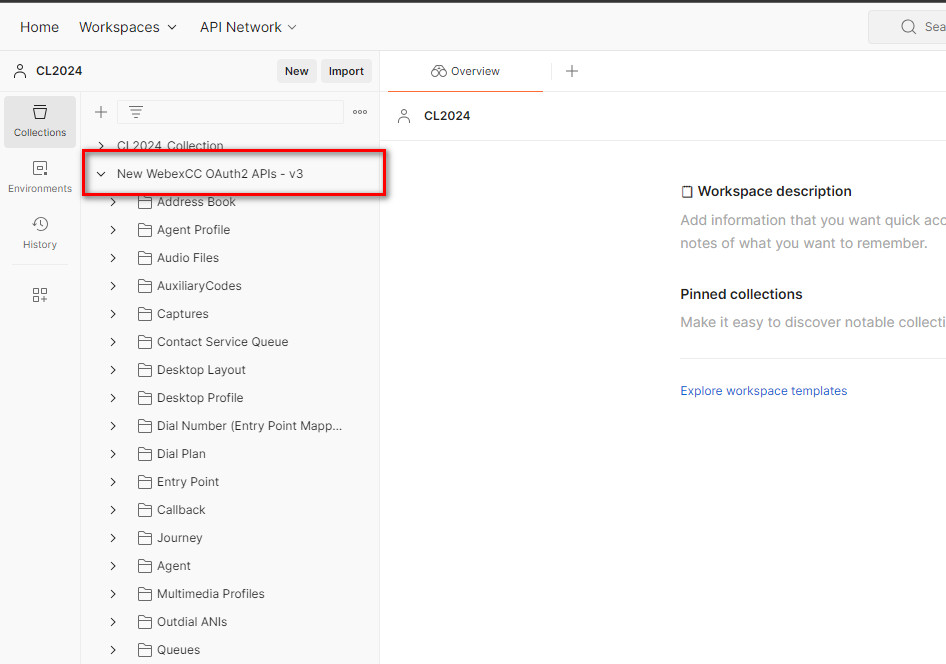 Home Workspaces API Network Sea
CL2024 New Import Overview
Collections
CL2024
CL2024 Collection
New WebexCC OAuth2 APIs - v3
Environments
Address Book
Workspace description
Agent Profile
Add information that you want quick acc
History
notes of what you want to remember.
Audio Files
AuxiliaryCodes
Pinned collections
Captures
Make it easy to discover notable collecti
Contact Service Queue
Desktop Layout
Explore workspace templates
Desktop Profile
Dial Number (Entry Point Mapp...
Dial Plan
Entry Point
Callback
Journey
Agent
Multimedia Profiles
Outdial ANIs
Queues